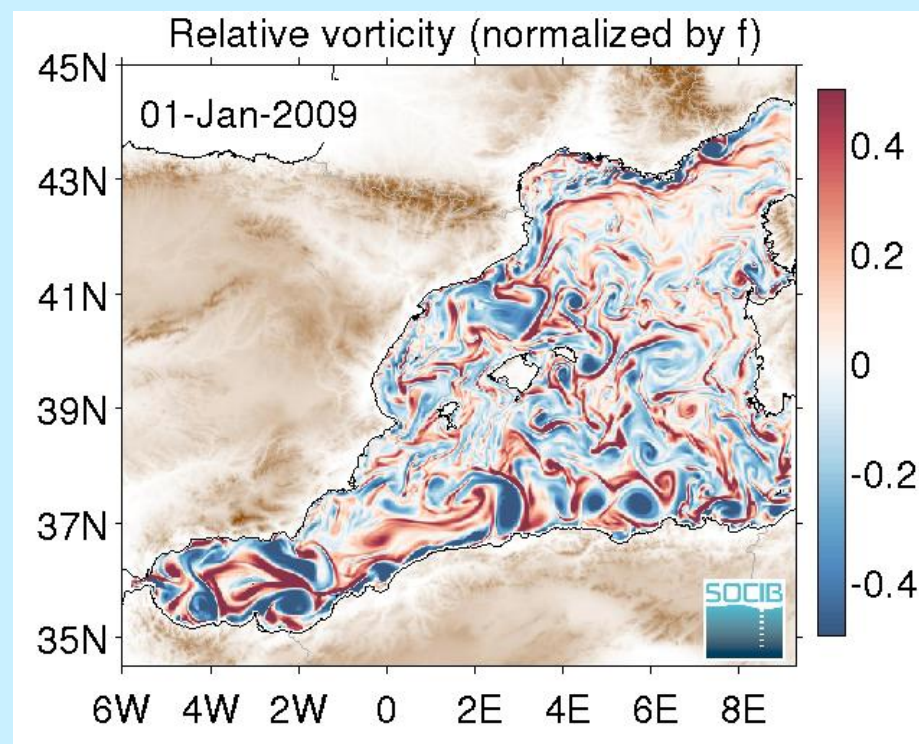 Relative vorticity (normalized by f)
45N
01-Jan-2009
43N
41N
39N
37N
35N
6W 4W 2W 0 2E 4E 6E 8E
0.4
0.2
0
-0.2
-0.4
SOCIB